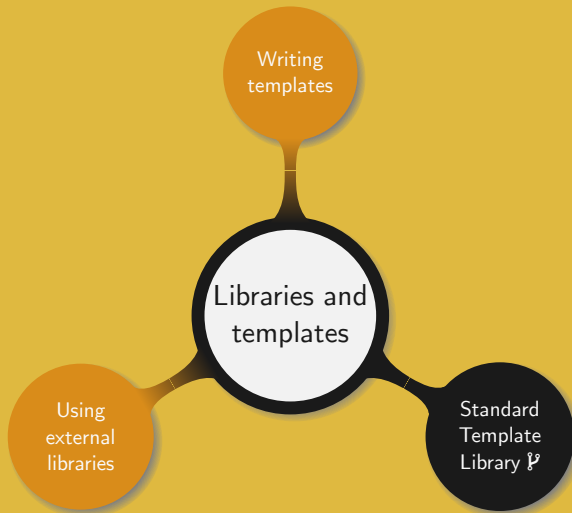 Writing
templates
Libraries and
templates
Using
external
libraries
Standard
Template
Library